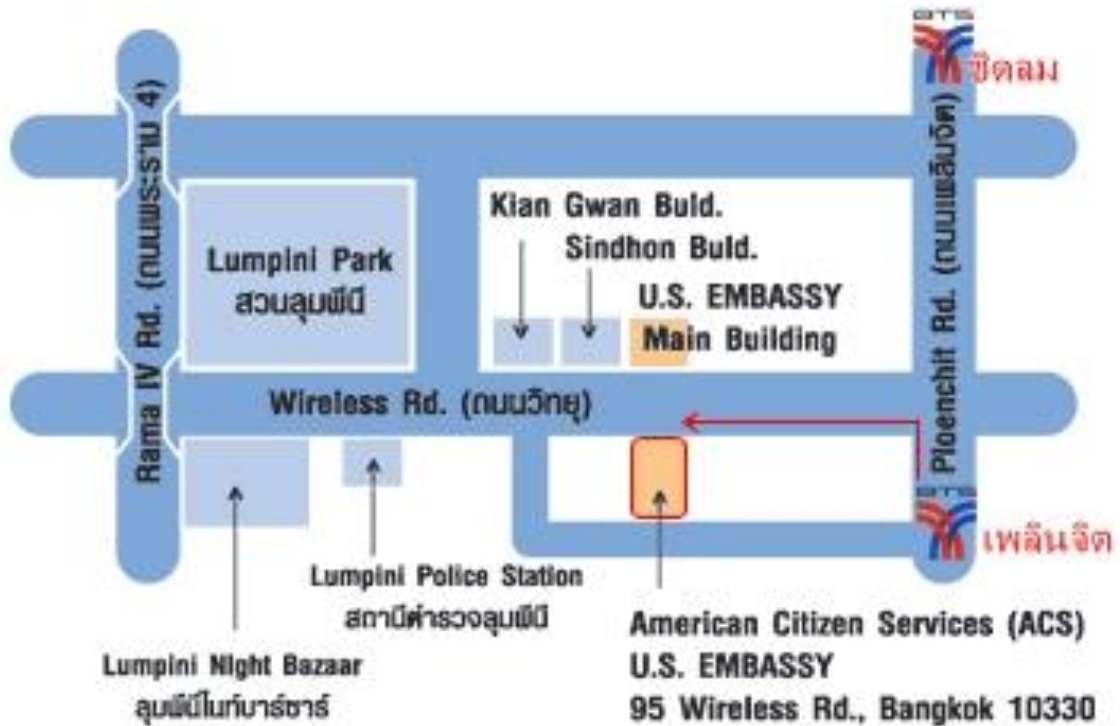 BTS
ชิดลม
Rama IV Rd. (ถนนพระราม 4)
Ploenchit Rd. (ถนนเพลินจิต)
Kian Gwan Buld.
Sindhon Buld.
Lumpini Park
สวนลุมพีนี
U.S. EMBASSY
Main Building
Wireless Rd. (ถนนวิทยุ)
BTS
เพลินจิต
Lumpini Police Station
สถานีตำรวจลุมพีนี
Lumpini Night Bazaar
ลุมพีนีไนท์บาร์ซาร์
American Citizen Services (ACS)
U.S. EMBASSY
95 Wireless Rd., Bangkok 10330